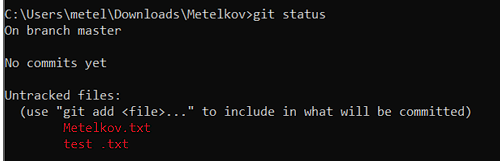 C:\Users\metel\Downloads\Metelkov>git status
On branch master
No commits yet
Untracked files:
(use "git add <file>..." to include in what will be committed)
Metelkov.txt
test .txt